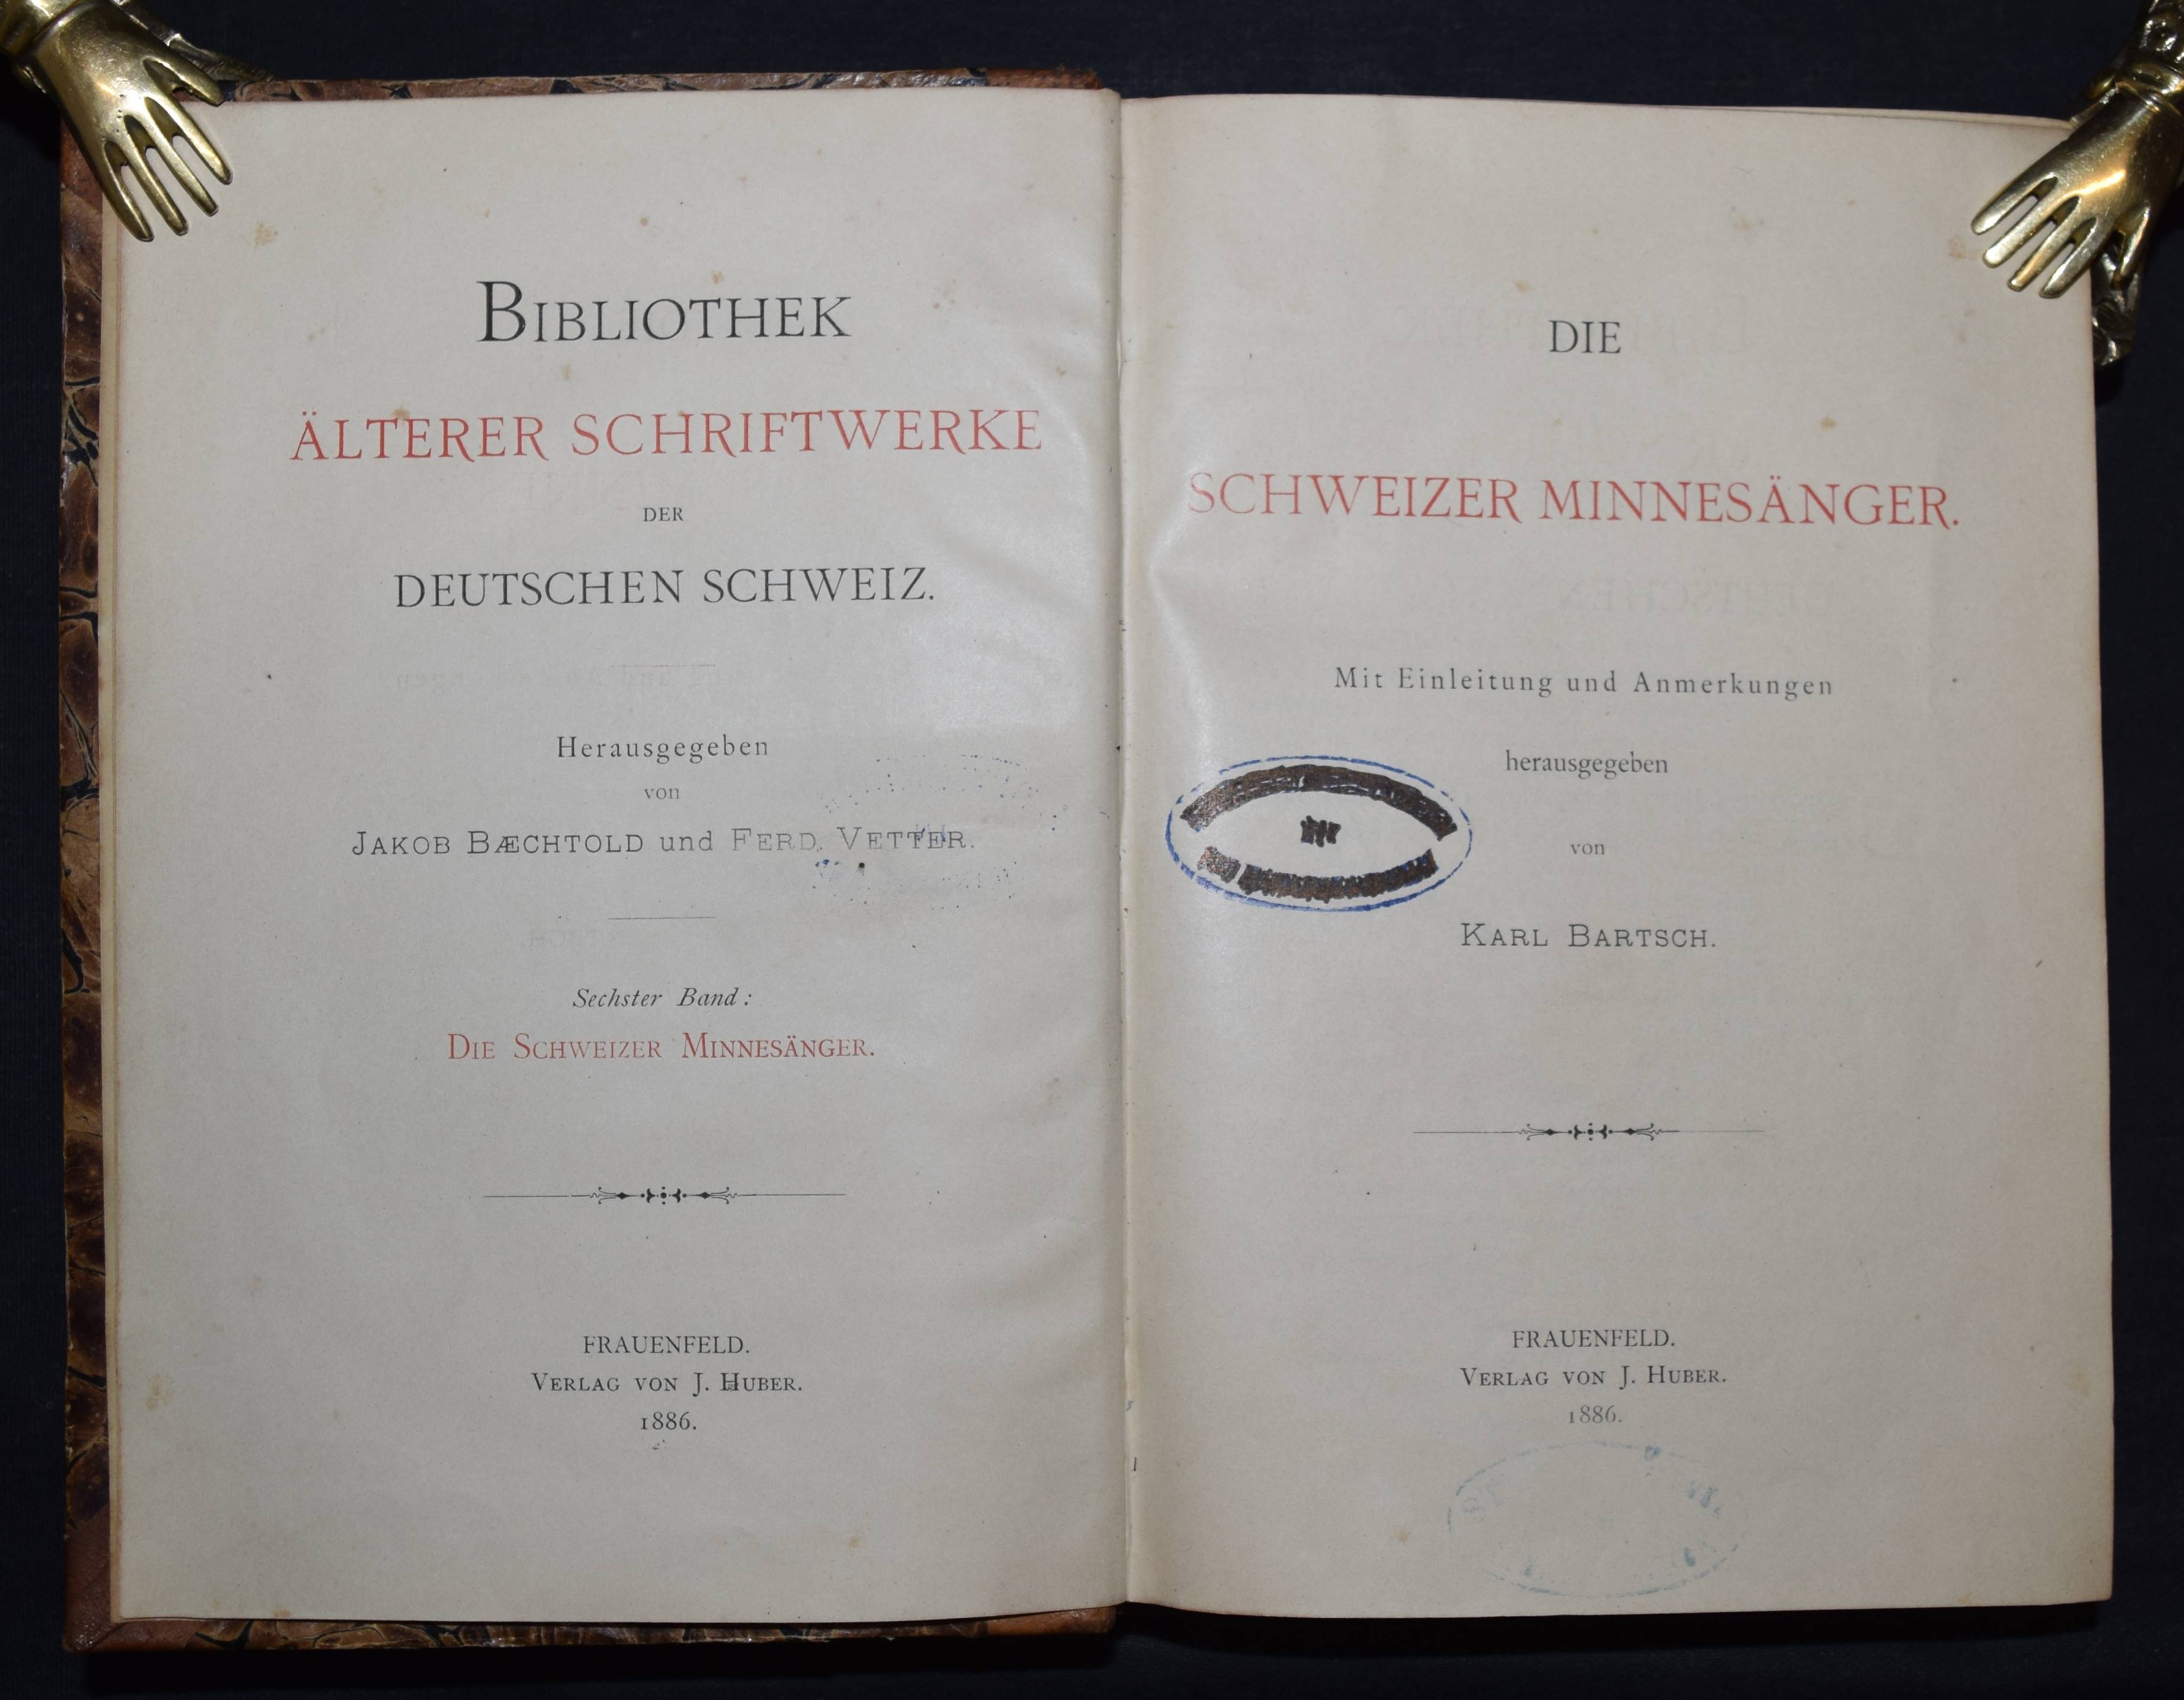 BIBLIOTHEK
ÄLTERER SCHRIFTWERKE
DER
DEUTSCHEN SCHWEIZ.
Herausgegeben
von
JAKOB BÆCHTOLD und FERD. VETTER.
Sechster Band:
DIE SCHWEIZER MINNESÄNGER.
FRAUENFELD.
VERLAG VON J. HUBER.
1886.
DIE
SCHWEIZER MINNESÄNGER.
Mit Einleitung und Anmerkungen
herausgegeben
von
KARL BARTSCH.
FRAUENFELD.
VERLAG VON J. HUBER.
1886.